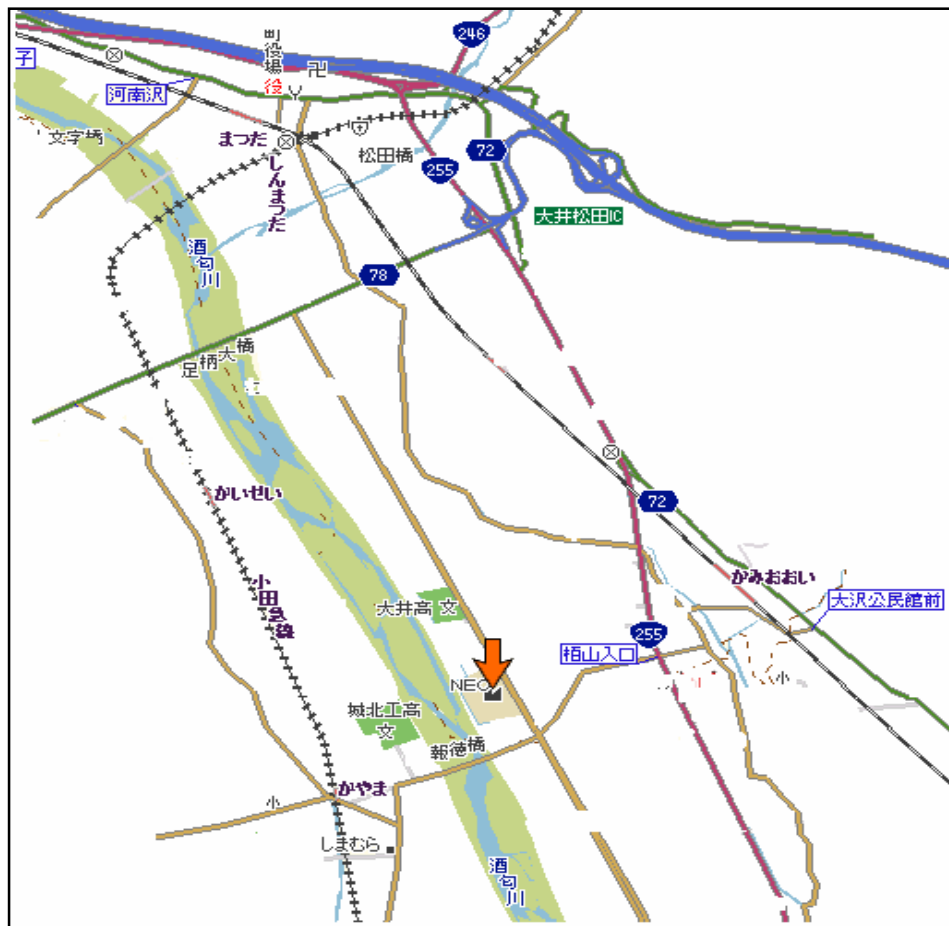 246
町役場
子
役
卍
河南沢
まつだ
文字橋
松田橋
72
255
しんまつだ
大井松田IC
酒匂川
78
足柄大橋
かいせい
72
小田急線
かみおおい
大井高 文
大沢公民館前
255
栢山入口
小
城北工高
文
報徳橋
かやま
小
しまむら
酒匂川